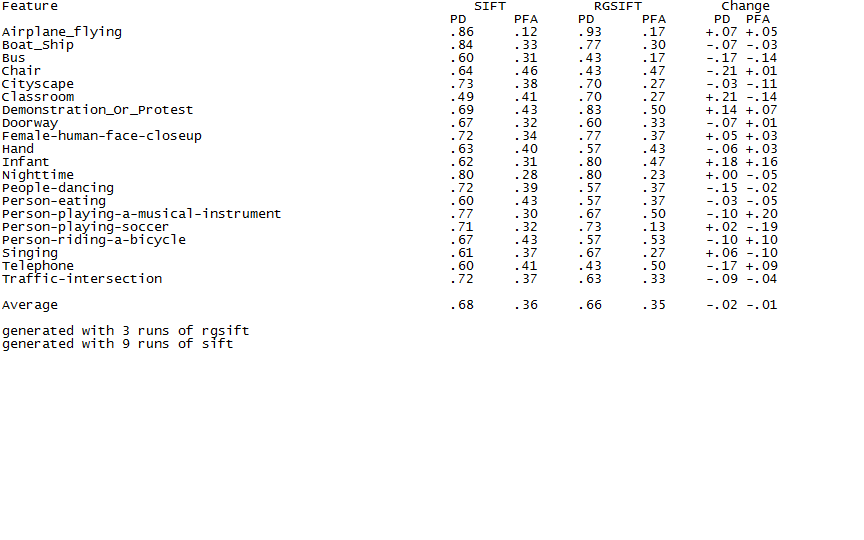 Feature SIFT RGSIFT Change
PD PFA PD PFA PD PFA
Airplane_flying .86 .12 .93 .17 +.07 +.05
Boat_Ship .84 .33 .77 .30 -.07 -.03
Bus .60 .31 .43 .17 -.17 -.14
Chair .64 .46 .43 .47 -.21 +.01
Cityscape .73 .38 .70 .27 -.03 -.11
Classroom .49 .41 .70 .27 +.21 -.14
Demonstration_Or_Protest .69 .43 .83 .50 +.14 +.07
Doorway .67 .32 .60 .33 -.07 +.01
Female-human-face-closeup .72 .34 .77 .37 +.05 +.03
Hand .63 .40 .57 .43 -.06 +.03
Infant .62 .31 .80 .47 +.18 +.16
Nighttime .80 .28 .80 .23 +.00 -.05
People-dancing .72 .39 .57 .37 -.15 -.02
Person-eating .60 .43 .57 .37 -.03 -.05
Person-playing-a-musical-instrument .77 .30 .67 .50 -.10 +.20
Person-playing-soccer .71 .32 .73 .13 +.02 -.19
Person-riding-a-bicycle .67 .43 .57 .53 -.10 +.10
Singing .61 .37 .67 .27 +.06 -.10
Telephone .60 .41 .43 .50 -.17 +.09
Traffic-intersection .72 .37 .63 .33 -.09 -.04
Average .68 .36 .66 .35 -.02 -.01
generated with 3 runs of rgsift
generated with 9 runs of sift